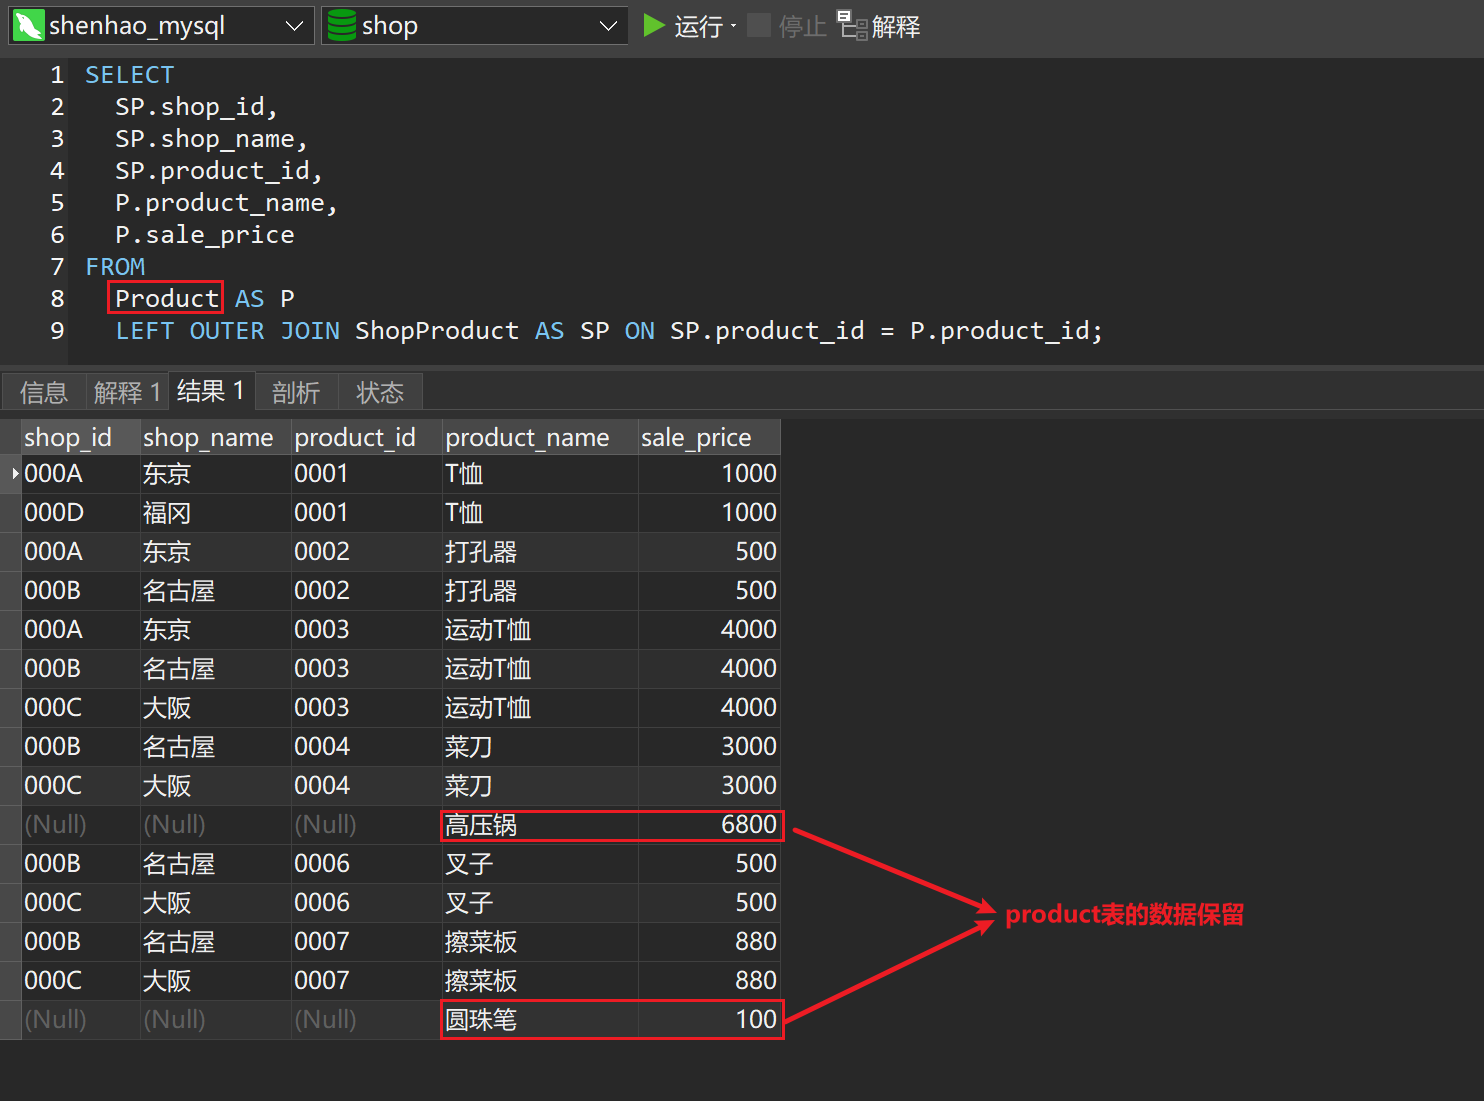 shenhao_mysql shop 运行 停止 解释
1 SELECT
2 SP.shop_id,
3 SP.shop_name,
4 SP.product_id,
5 P.product_name,
6 P.sale_price
7 FROM
8 Product AS P
9 LEFT OUTER JOIN ShopProduct AS SP ON SP.product_id = P.product_id;
信息 解释 1 结果 1 剖析 状态
shop_id shop_name product_id product_name sale_price
000A 东京 0001 T恤 1000
000D 福冈 0001 T恤 1000
000A 东京 0002 打孔器 500
000B 名古屋 0002 打孔器 500
000A 东京 0003 运动T恤 4000
000B 名古屋 0003 运动T恤 4000
000C 大阪 0003 运动T恤 4000
000B 名古屋 0004 菜刀 3000
000C 大阪 0004 菜刀 3000
(Null) (Null) (Null) 高压锅 6800
000B 名古屋 0006 叉子 500
000C 大阪 0006 叉子 500
product表的数据保留
000B 名古屋 0007 擦菜板 880
000C 大阪 0007 擦菜板 880
(Null) (Null) (Null) 圆珠笔 100